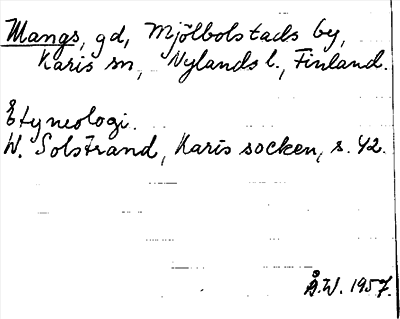 Mangs, gd, Mjölbolstads by,
Karis sn, Nylands l., Finland.
Etymologi.
W. Solstrand, Karis socken, s. 42.
Å.W. 1957.